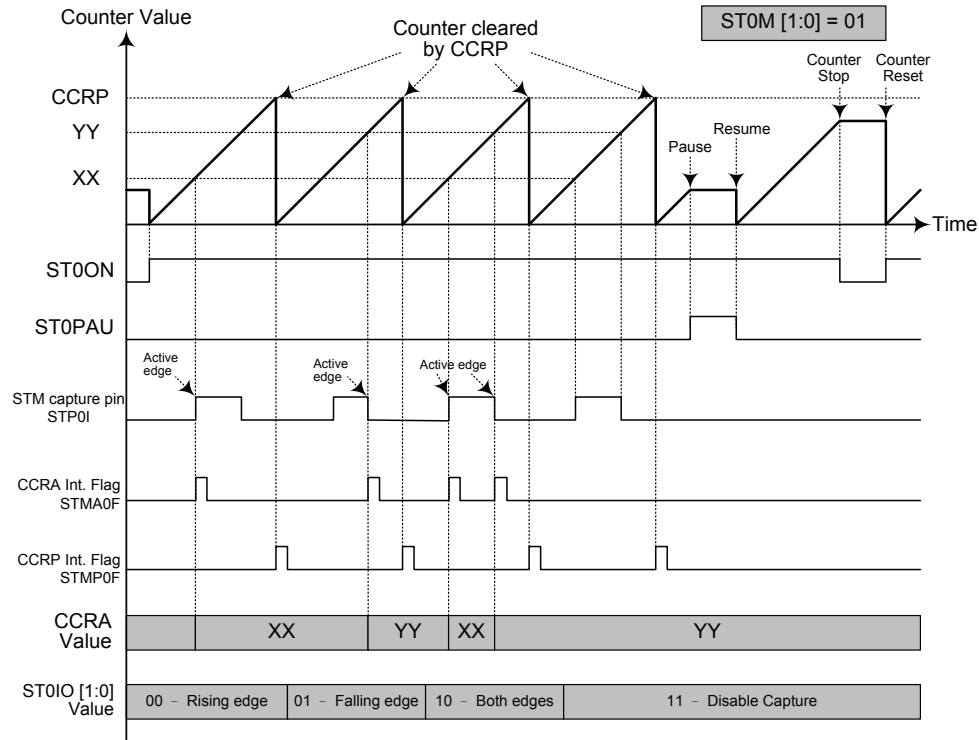 Counter Value
ST0M [1:0] = 01
Counter cleared
by CCRP
Counter
Stop
Counter
Reset
CCRP
YY
XX
Pause
Resume
Time
ST0ON
ST0PAU
Active
edge
Active
edge
Active edge
STM capture pin
STP0I
CCRA Int. Flag
STMA0F
CCRP Int. Flag
STMP0F
CCRA
Value
XX
YY
XX
YY
ST0IO [1:0]
Value
00 – Rising edge
01 – Falling edge
10 – Both edges
11 – Disable Capture